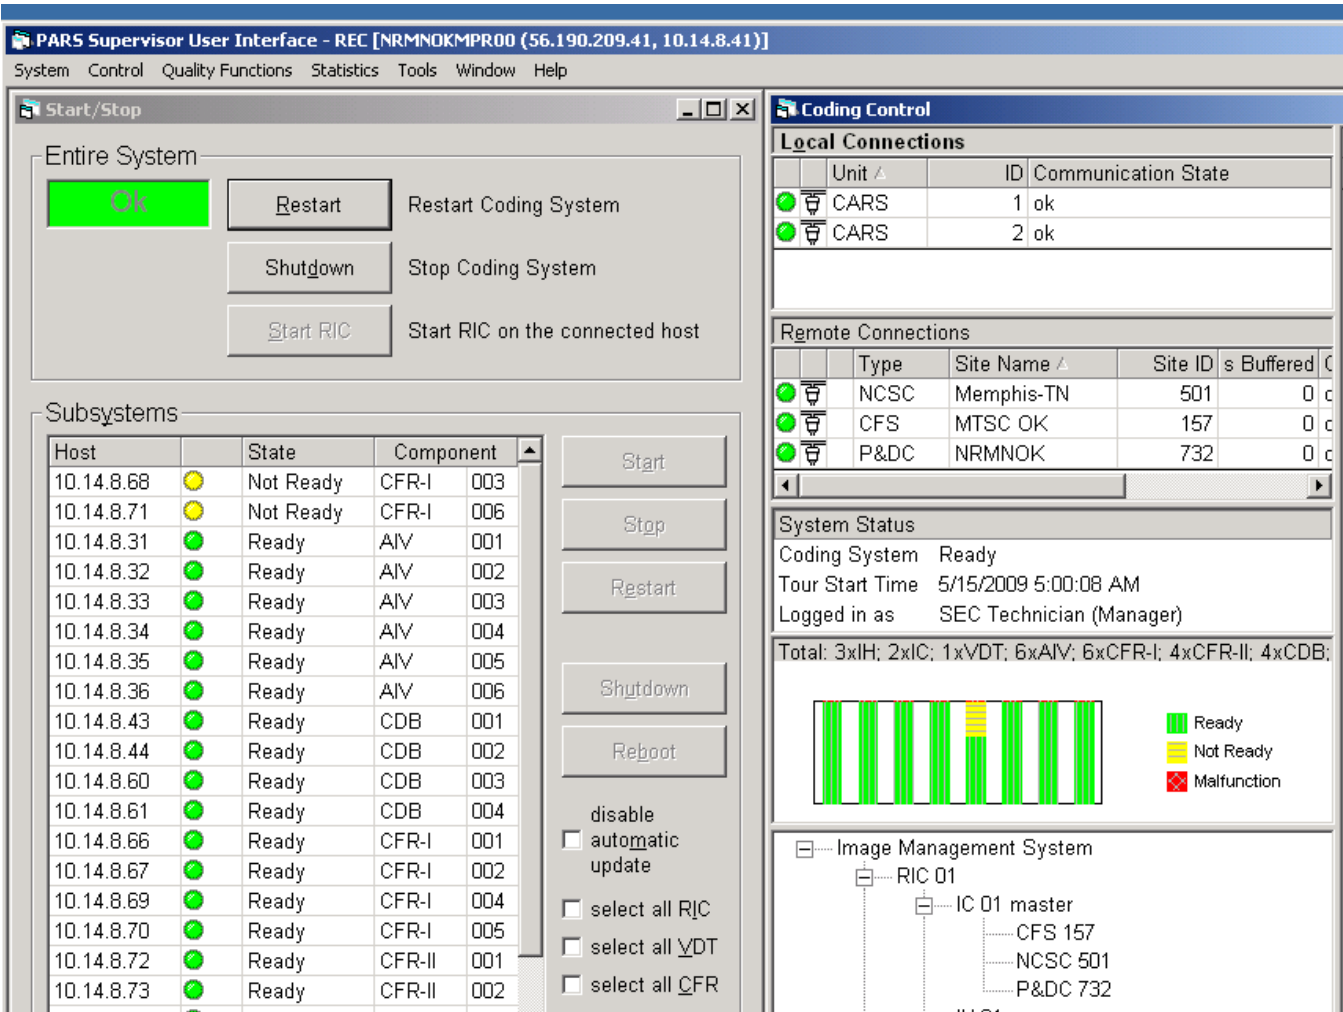 PARS Supervisor User Interface - REC [NRMNOKMPR00 (56.190.209.41, 10.14.8.41)]
System Control Quality Functions Statistics Tools Window Help
Start/Stop
Entire System
Ok
Restart Restart Coding System
Shutdown Stop Coding System
Start RIC Start RIC on the connected host
Subsystems
Host State Component
10.14.8.68 Not Ready CFR-I 003
10.14.8.71 Not Ready CFR-I 006
10.14.8.31 Ready AIV 001
10.14.8.32 Ready AIV 002
10.14.8.33 Ready AIV 003
10.14.8.34 Ready AIV 004
10.14.8.35 Ready AIV 005
10.14.8.36 Ready AIV 006
10.14.8.43 Ready CDB 001
10.14.8.44 Ready CDB 002
10.14.8.60 Ready CDB 003
10.14.8.61 Ready CDB 004
10.14.8.66 Ready CFR-I 001
10.14.8.67 Ready CFR-I 002
10.14.8.69 Ready CFR-I 004
10.14.8.70 Ready CFR-I 005
10.14.8.72 Ready CFR-II 001
10.14.8.73 Ready CFR-II 002
Start
Stop
Restart
Shutdown
Reboot
disable
automatic
update
select all RIC
select all VDT
select all CFR
Coding Control
Local Connections
Unit ID Communication State
CARS 1 ok
CARS 2 ok
Remote Connections
Type Site Name Site ID s Buffered
NCSC Memphis-TN 501 0
CFS MTSC OK 157 0
P&DC NRMNOK 732 0
System Status
Coding System Ready
Tour Start Time 5/15/2009 5:00:08 AM
Logged in as SEC Technician (Manager)
Total: 3xIH; 2xIC; 1xVDT; 6xAIV; 6xCFR-I; 4xCFR-II; 4xCDB;
Ready
Not Ready
Malfunction
Image Management System
RIC 01
IC 01 master
CFS 157
NCSC 501
P&DC 732